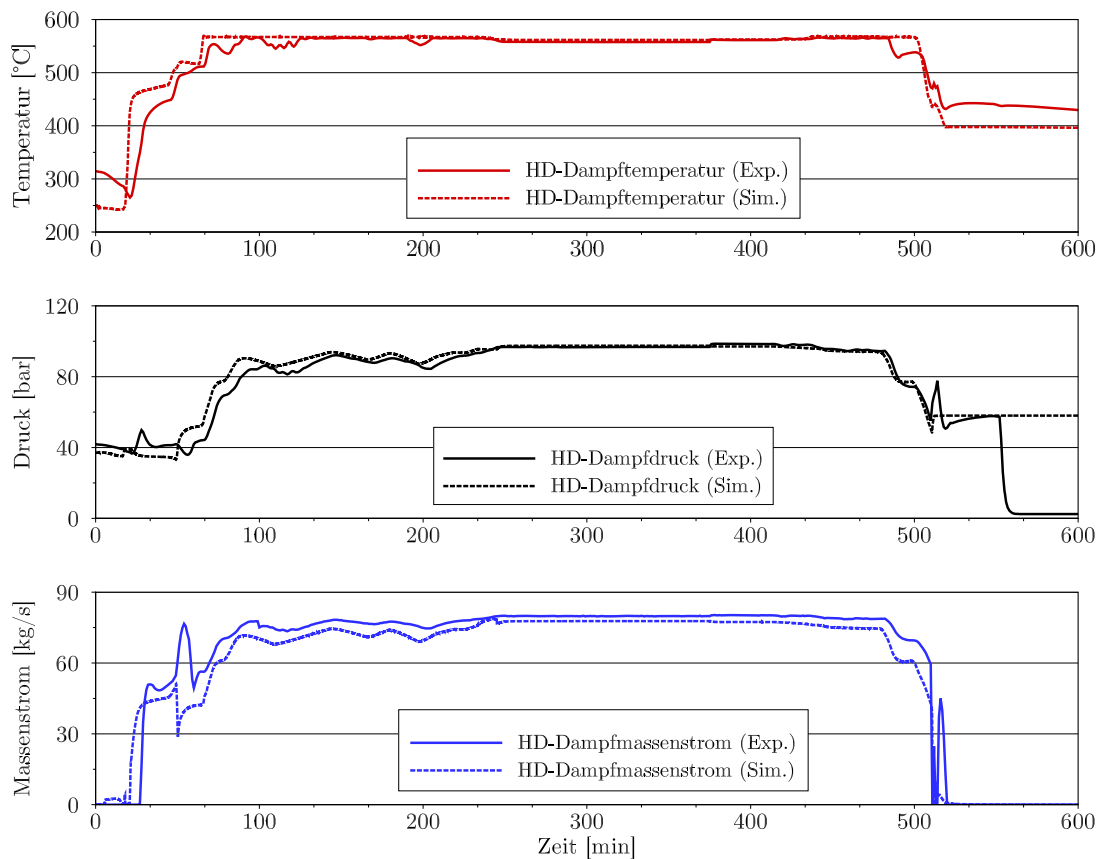 600
500
400
300
200
Temperatur [°C]
HD-Dampftemperatur (Exp.)
HD-Dampftemperatur (Sim.)
0 100 200 300 400 500 600
120
80
40
0
Druck [bar]
HD-Dampfdruck (Exp.)
HD-Dampfdruck (Sim.)
0 100 200 300 400 500 600
90
60
30
0
Massenstrom [kg/s]
HD-Dampfmassenstrom (Exp.)
HD-Dampfmassenstrom (Sim.)
0 100 200 300 400 500 600
Zeit [min]